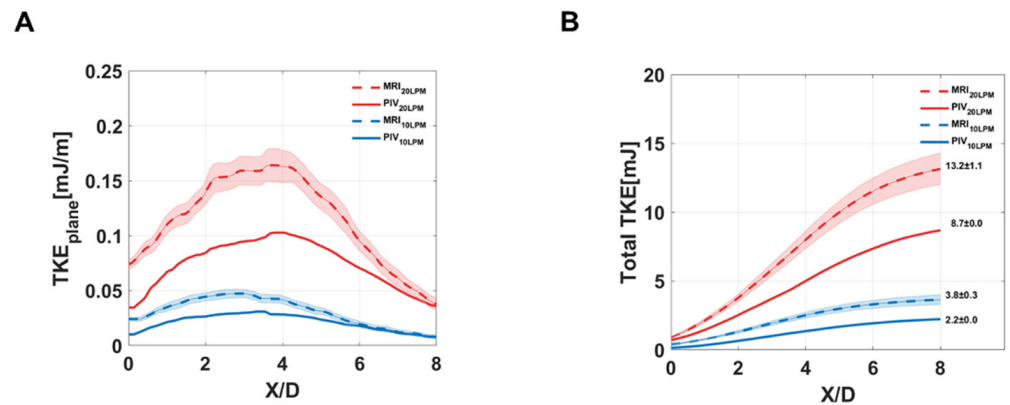 A
B
TKEplane[mJ/m]
0.25
0.2
0.15
0.1
0.05
0
0 2 4 6 8
X/D
MRI20LPM
PIV20LPM
MRI10LPM
PIV10LPM
Total TKE[mJ]
20
15
10
5
0
0 2 4 6 8
X/D
MRI20LPM
PIV20LPM
MRI10LPM
PIV10LPM
13.2±1.1
8.7±0.0
3.8±0.3
2.2±0.0